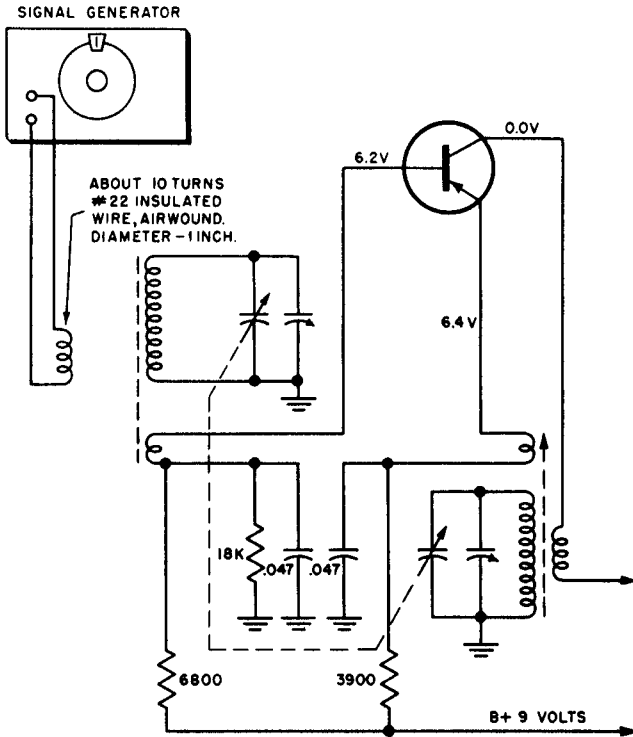 SIGNAL GENERATOR
ABOUT 10 TURNS
#22 INSULATED
WIRE, AIRWOUND.
DIAMETER-1 INCH.
6.2V
0.0V
6.4V
18K
.047
.047
6800
3900
B+ 9 VOLTS